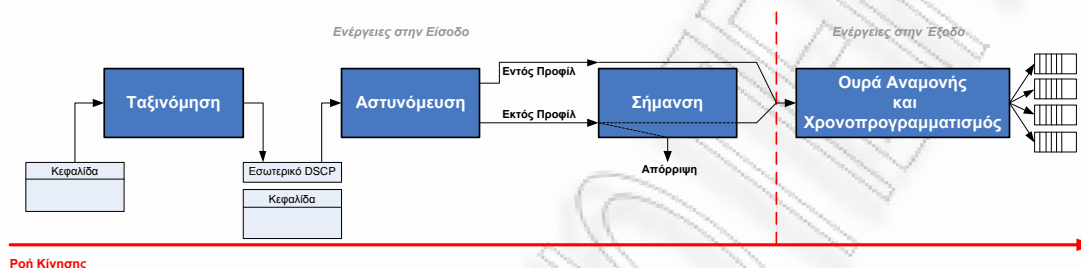 Ενέργειες στην Είσοδο
Ενέργειες στην Έξοδο
Ταξινόμηση
Αστυνόμευση
Εντός Προφίλ
Εκτός Προφίλ
Σήμανση
Ουρά Αναμονής
και
Χρονοπρογραμματισμός
Απόρριψη
Κεφαλίδα
Εσωτερικό DSCP
Κεφαλίδα
Ροή Κίνησης